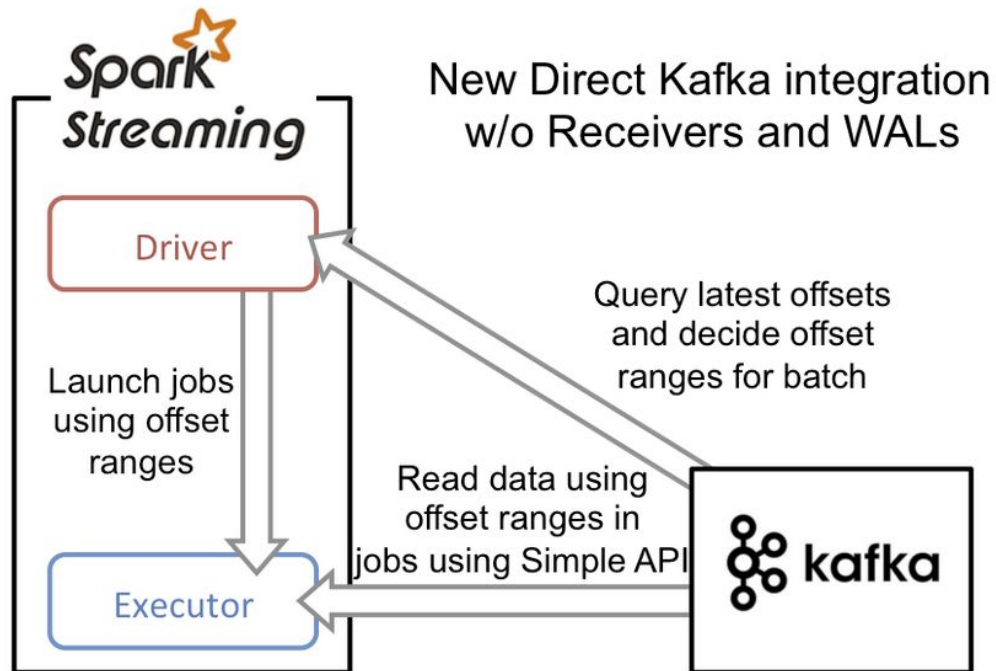 Spark
Streaming
New Direct Kafka integration
w/o Receivers and WALs
Driver
Query latest offsets
and decide offset
ranges for batch
Launch jobs
using offset
ranges
Read data using
offset ranges in
jobs using Simple API
Executor
kafka